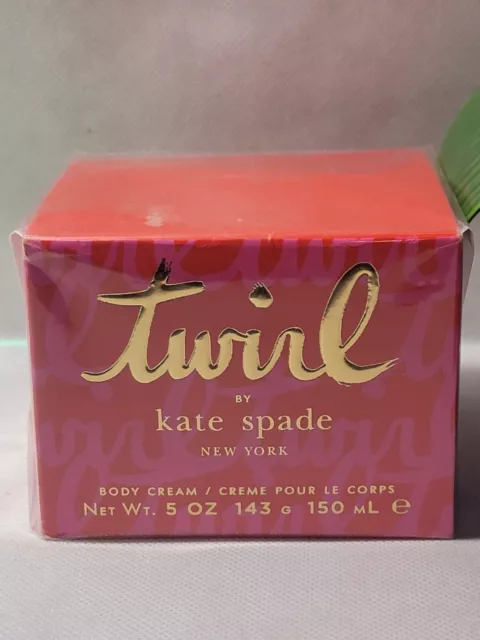 twirl
BY
kate spade
NEW YORK
BODY CREAM / CREME POUR LE CORPS
NET WT. 5 OZ 143 G 150 ML ℮